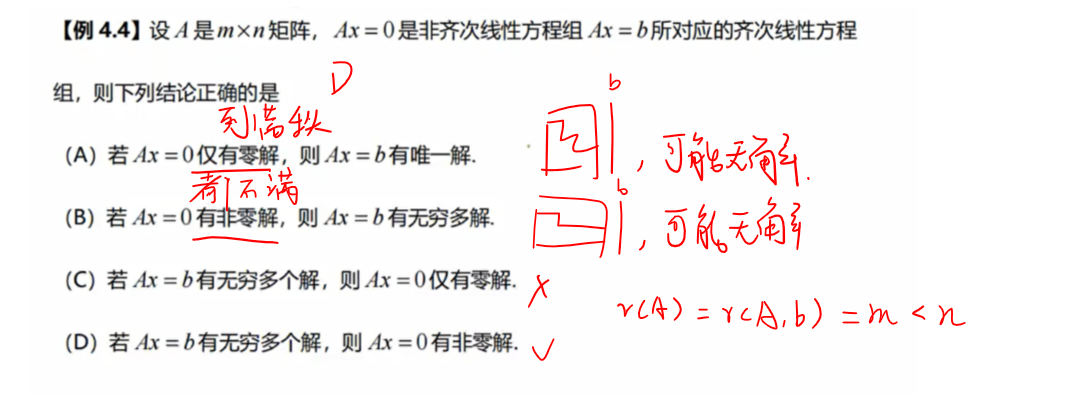 【例 4.4】设 A 是 m×n 矩阵， Ax = 0 是非齐次线性方程组 Ax = b 所对应的齐次线性方程
组，则下列结论正确的是
D
列满秩
（A）若 Ax = 0 仅有零解，则 Ax = b 有唯一解.
b
，可能无解.
列不满
（B）若 Ax = 0 有非零解，则 Ax = b 有无穷多解.
b
，可能无解
（C）若 Ax = b 有无穷多个解，则 Ax = 0 仅有零解. ×
r(A) = r(A,b) = m < n
（D）若 Ax = b 有无穷多个解，则 Ax = 0 有非零解. ✓